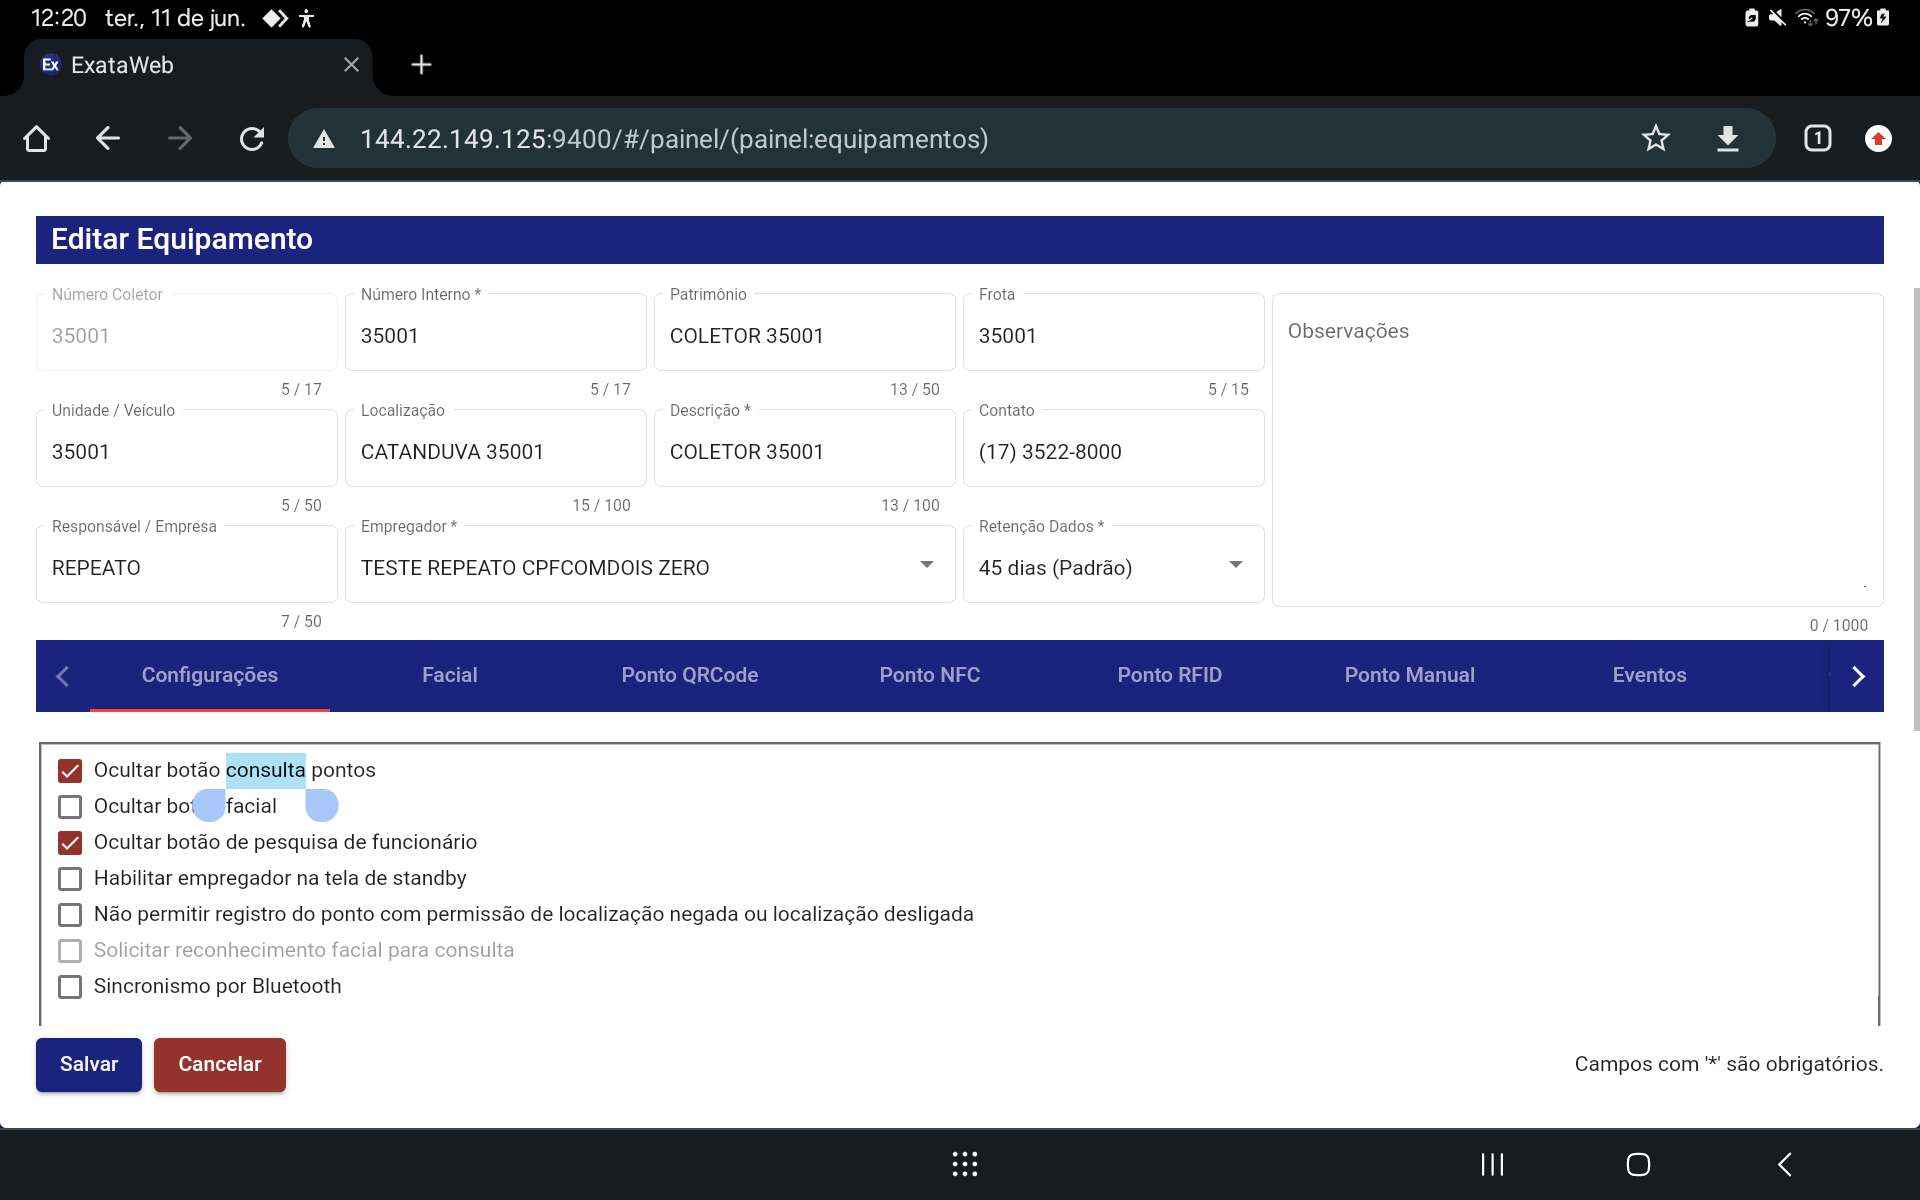 12:20 ter., 11 de jun. 97%
Ex ExataWeb
144.22.149.125:9400/#/painel/(painel:equipamentos) 1
Editar Equipamento
Número Coletor Número Interno * Patrimônio Frota
35001 35001 COLETOR 35001 35001 Observações
5 / 17 5 / 17 13 / 50 5 / 15
Unidade / Veículo Localização Descrição * Contato
35001 CATANDUVA 35001 COLETOR 35001 (17) 3522-8000
5 / 50 15 / 100 13 / 100
Responsável / Empresa Empregador * Retenção Dados *
REPEATO TESTE REPEATO CPFCOMDOIS ZERO 45 dias (Padrão)
7 / 50 0 / 1000
Configurações Facial Ponto QRCode Ponto NFC Ponto RFID Ponto Manual Eventos
Ocultar botão consulta pontos
Ocultar bot facial
Ocultar botão de pesquisa de funcionário
Habilitar empregador na tela de standby
Não permitir registro do ponto com permissão de localização negada ou localização desligada
Solicitar reconhecimento facial para consulta
Sincronismo por Bluetooth
Salvar Cancelar Campos com '*' são obrigatórios.